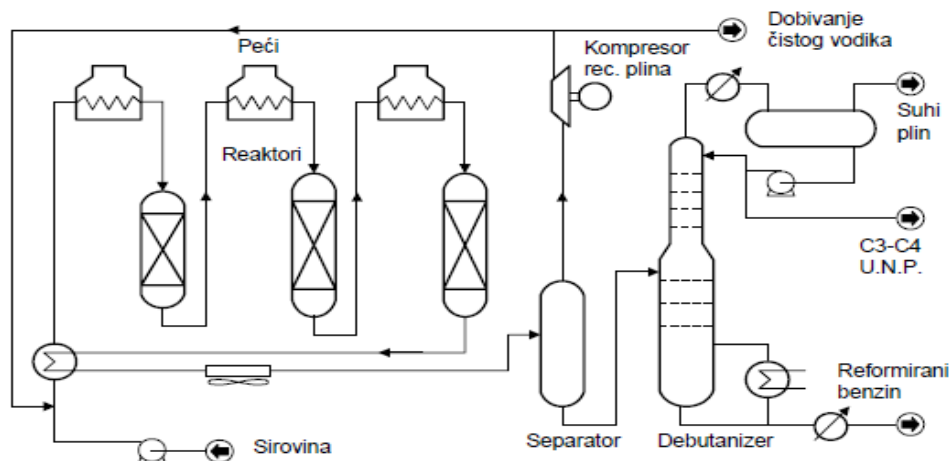 Dobivanje
čistog vodika
Peći
Kompresor
rec. plina
Suhi
plin
Reaktori
C3-C4
U.N.P.
Reformirani
benzin
Sirovina
Separator
Debutanizer